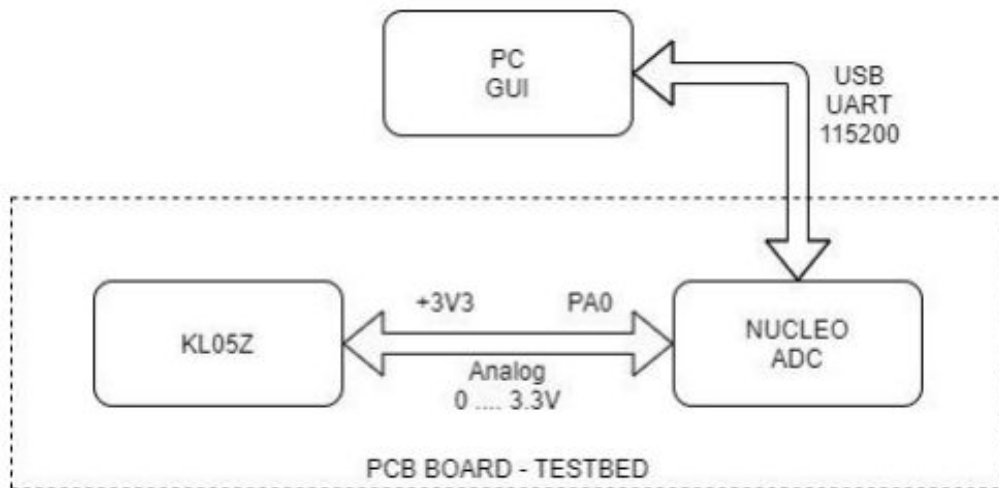 PC
GUI
USB
UART
115200
+3V3
PA0
KL05Z
Analog
0 .... 3.3V
NUCLEO
ADC
PCB BOARD - TESTBED